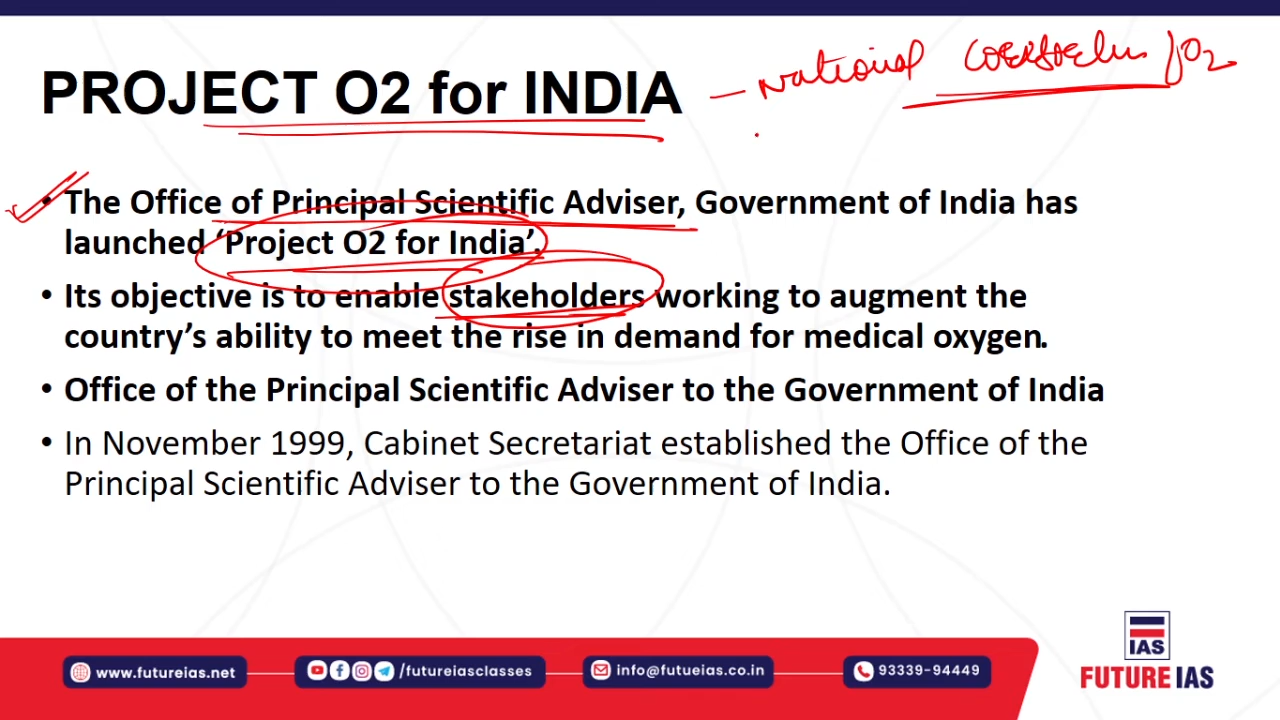 PROJECT O2 for INDIA
National O2
• The Office of Principal Scientific Adviser, Government of India has
launched ‘Project O2 for India’.
• Its objective is to enable stakeholders working to augment the
country’s ability to meet the rise in demand for medical oxygen.
• Office of the Principal Scientific Adviser to the Government of India
• In November 1999, Cabinet Secretariat established the Office of the
Principal Scientific Adviser to the Government of India.
IAS
FUTURE IAS
www.futureias.net
/futureiasclasses
info@futueias.co.in
93339-94449